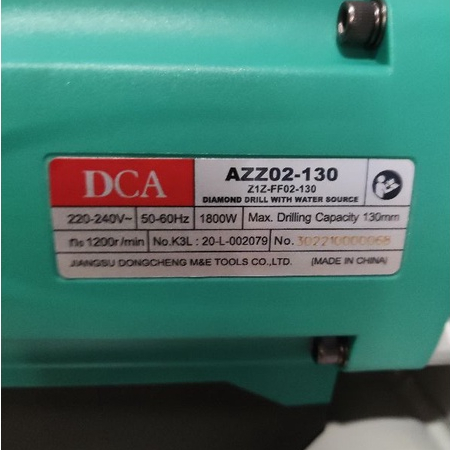 DCA
AZZ02-130
Z1Z-FF02-130
DIAMOND DRILL WITH WATER SOURCE
220-240V~ 50-60Hz 1800W Max. Drilling Capacity 130mm
n₀ 1200r/min No.K3L : 20-L-002079 No. 302210000068
JIANGSU DONGCHENG M&E TOOLS CO.,LTD. (MADE IN CHINA)